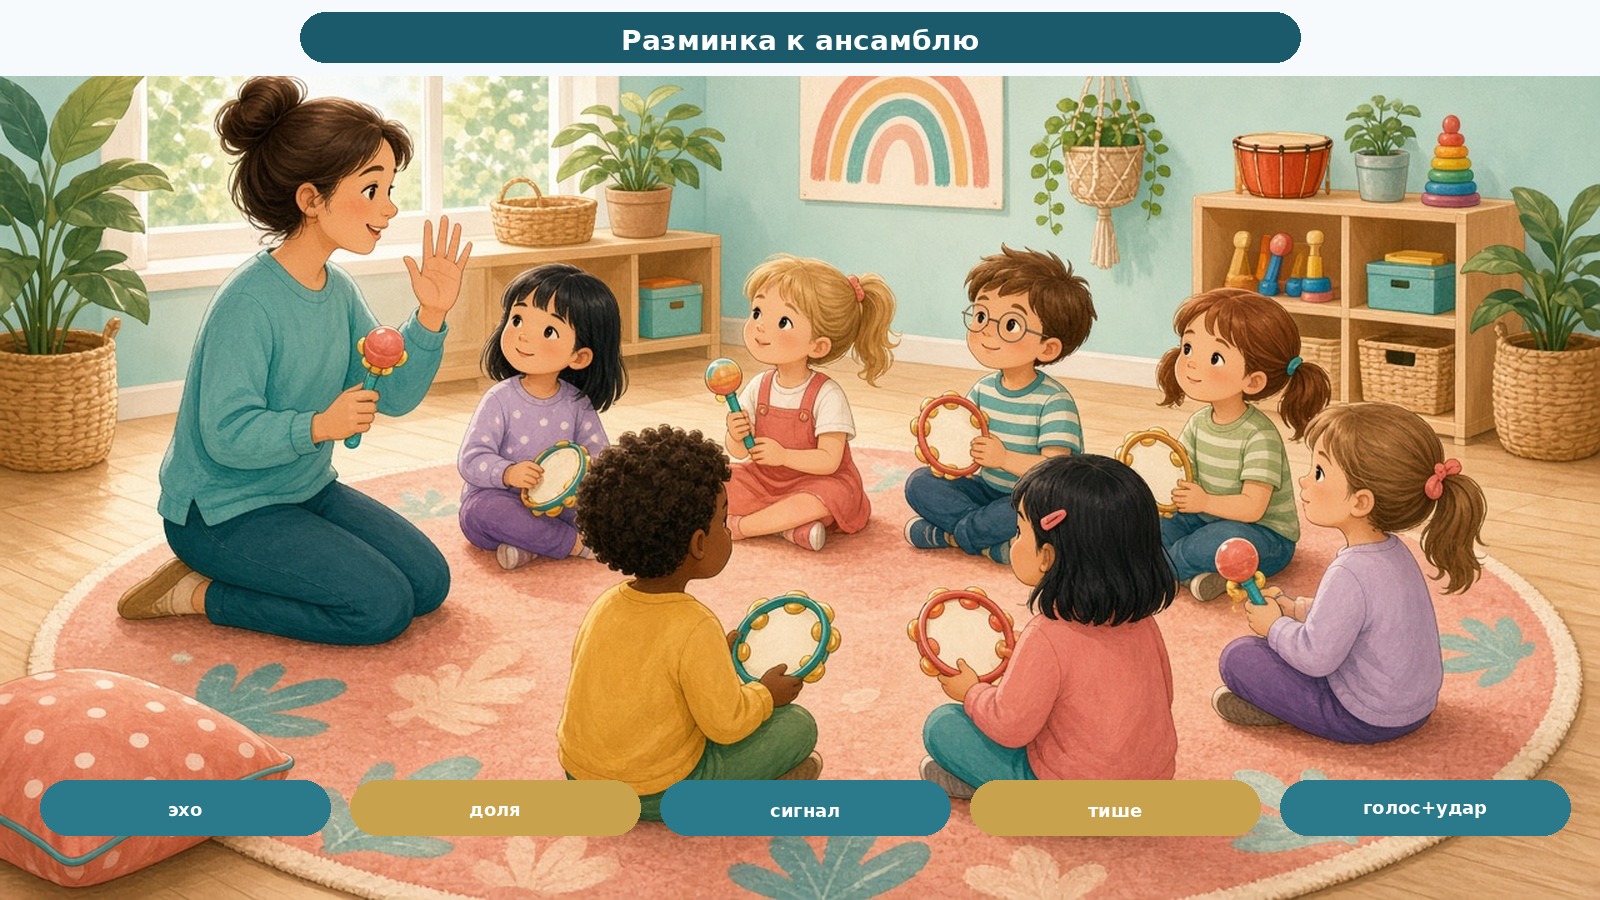 Разминка к ансамблю
эхо
доля
сигнал
тише
голос+удар